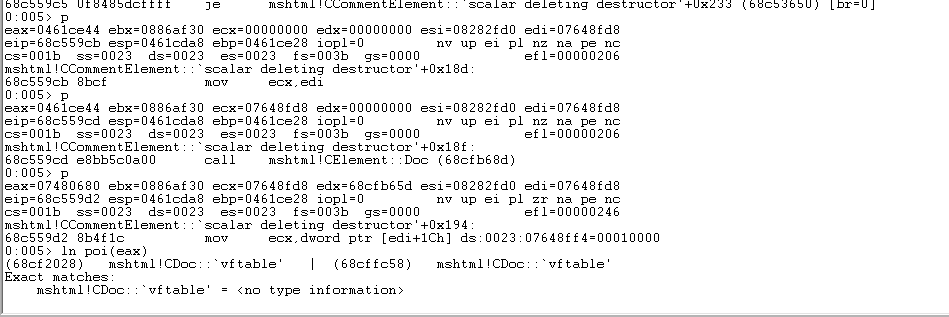 68c559c5 0f8485dcffff    je      mshtml!CCommentElement::`scalar deleting destructor'+0x233 (68c53650) [br=0]
0:005> p
eax=0461ce44 ebx=0886af30 ecx=00000000 edx=00000000 esi=08282fd0 edi=07648fd8
eip=68c559cb esp=0461cda8 ebp=0461ce28 iopl=0         nv up ei pl nz na pe nc
cs=001b  ss=0023  ds=0023  es=0023  fs=003b  gs=0000             efl=00000206
mshtml!CCommentElement::`scalar deleting destructor'+0x18d:
68c559cb 8bcf            mov     ecx,edi
0:005> p
eax=0461ce44 ebx=0886af30 ecx=07648fd8 edx=00000000 esi=08282fd0 edi=07648fd8
eip=68c559cd esp=0461cda8 ebp=0461ce28 iopl=0         nv up ei pl nz na pe nc
cs=001b  ss=0023  ds=0023  es=0023  fs=003b  gs=0000             efl=00000206
mshtml!CCommentElement::`scalar deleting destructor'+0x18f:
68c559cd e8bb5c0a00      call    mshtml!CElement::Doc (68cfb68d)
0:005> p
eax=07480680 ebx=0886af30 ecx=07648fd8 edx=68cfb65d esi=08282fd0 edi=07648fd8
eip=68c559d2 esp=0461cda8 ebp=0461ce28 iopl=0         nv up ei pl zr na pe nc
cs=001b  ss=0023  ds=0023  es=0023  fs=003b  gs=0000             efl=00000246
mshtml!CCommentElement::`scalar deleting destructor'+0x194:
68c559d2 8b4f1c          mov     ecx,dword ptr [edi+1Ch] ds:0023:07648ff4=00010000
0:005> ln poi(eax)
(68cf2028)   mshtml!CDoc::`vftable'   |  (68cffc58)   mshtml!CDoc::`vftable'
Exact matches:
    mshtml!CDoc::`vftable' = <no type information>